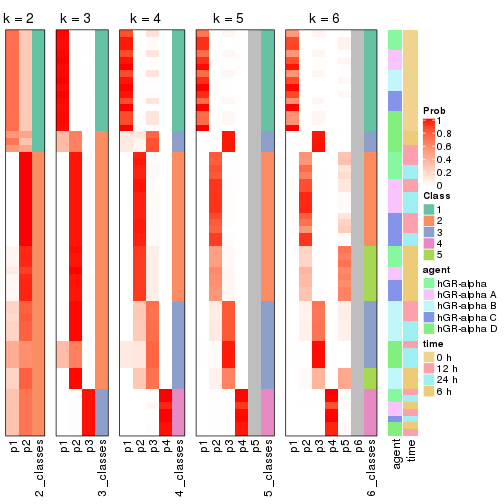 k = 2
k = 3
k = 4
k = 5
k = 6
Prob
1
0.8
0.6
0.4
0.2
0
Class
1
2
3
4
5
agent
hGR-alpha
hGR-alpha A
hGR-alpha B
hGR-alpha C
hGR-alpha D
time
0 h
12 h
24 h
6 h
p1
p2
2_classes
p1
p2
p3
3_classes
p1
p2
p3
p4
4_classes
p1
p2
p3
p4
p5
5_classes
p1
p2
p3
p4
p5
p6
6_classes
agent
time